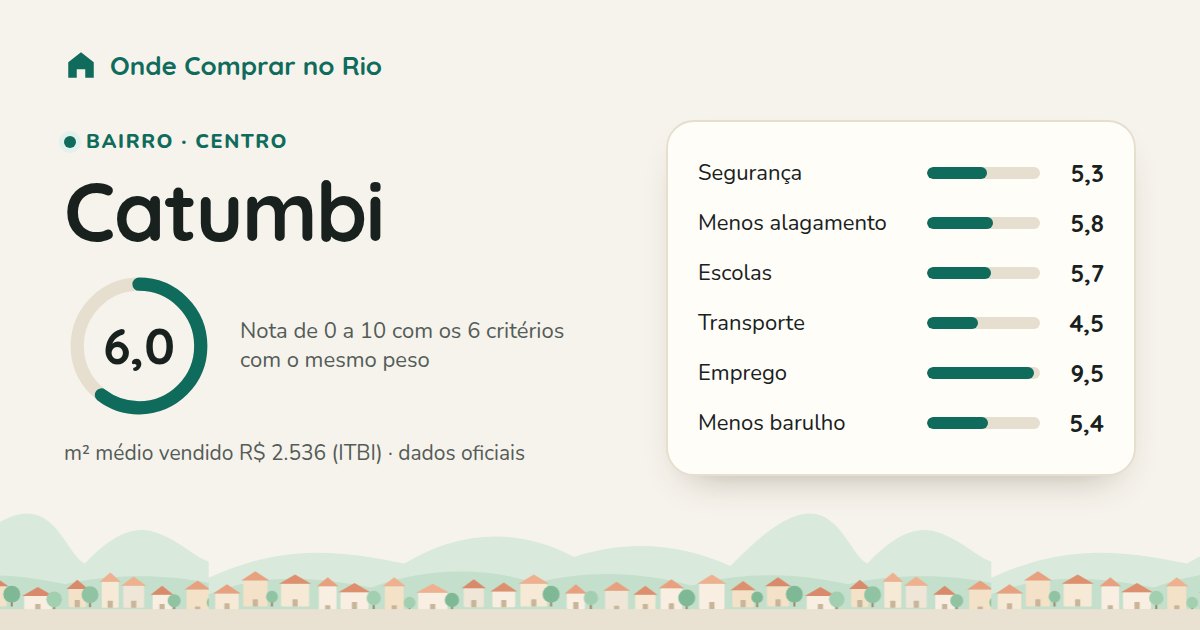 Onde Comprar no Rio
BAIRRO · CENTRO
Catumbi
6,0
Nota de 0 a 10 com os 6 critérios
com o mesmo peso
m² médio vendido R$ 2.536 (ITBI) · dados oficiais
Segurança 5,3
Menos alagamento 5,8
Escolas 5,7
Transporte 4,5
Emprego 9,5
Menos barulho 5,4